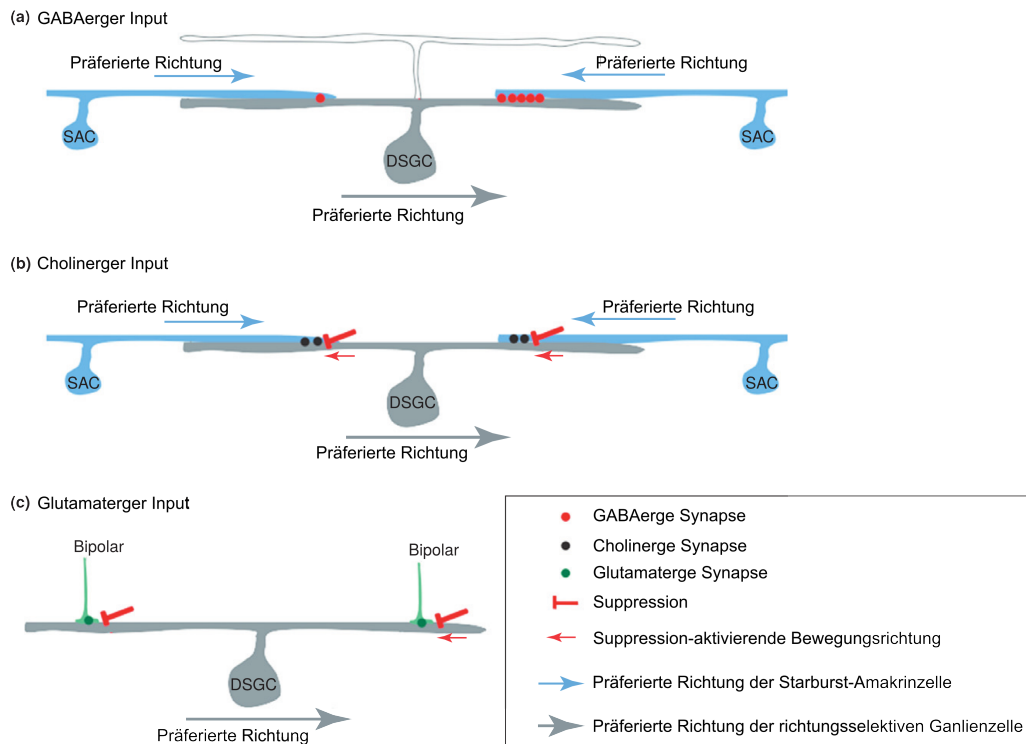 (a) GABAerger Input
Präferierte Richtung
Präferierte Richtung
SAC
DSGC
SAC
Präferierte Richtung
(b) Cholinerger Input
Präferierte Richtung
Präferierte Richtung
SAC
DSGC
SAC
Präferierte Richtung
(c) Glutamaterger Input
Bipolar
Bipolar
DSGC
Präferierte Richtung
GABAerge Synapse
Cholinerge Synapse
Glutamaterge Synapse
Suppression
Suppression-aktivierende Bewegungsrichtung
Präferierte Richtung der Starburst-Amakrinzelle
Präferierte Richtung der richtungsselektiven Ganlienzelle